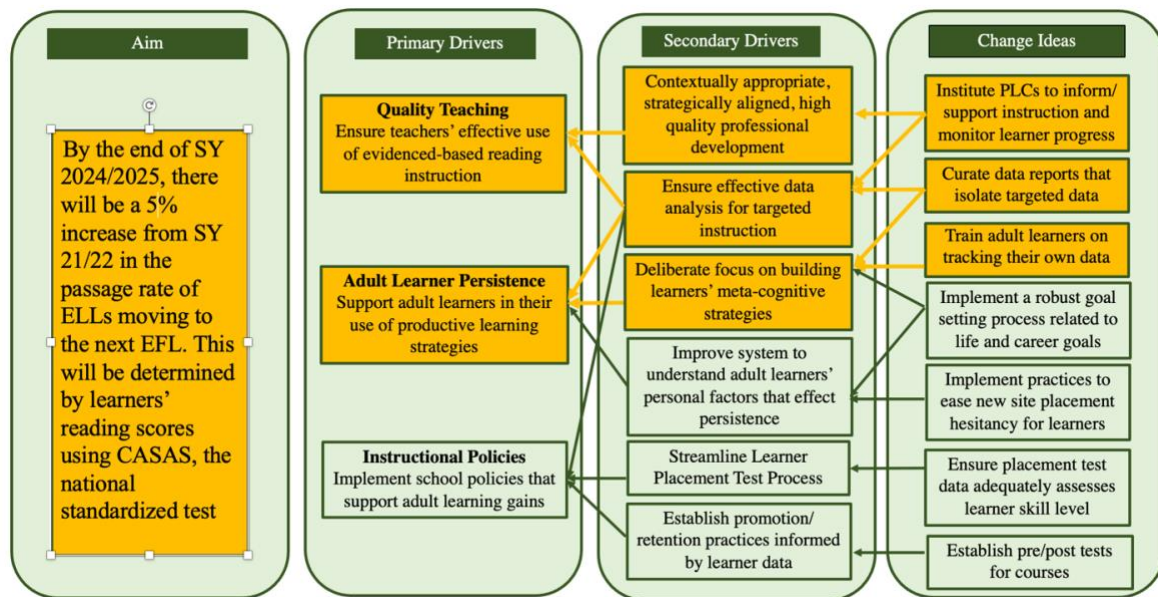 Aim
By the end of SY
2024/2025, there
will be a 5%
increase from SY
21/22 in the
passage rate of
ELLs moving to
the next EFL. This
will be determined
by learners’
reading scores
using CASAS, the
national
standardized test
Primary Drivers
Quality Teaching
Ensure teachers’ effective use
of evidenced-based reading
instruction
Adult Learner Persistence
Support adult learners in their
use of productive learning
strategies
Instructional Policies
Implement school policies that
support adult learning gains
Secondary Drivers
Contextually appropriate,
strategically aligned, high
quality professional
development
Ensure effective data
analysis for targeted
instruction
Deliberate focus on building
learners’ meta-cognitive
strategies
Improve system to
understand adult learners’
personal factors that effect
persistence
Streamline Learner
Placement Test Process
Establish promotion/
retention practices informed
by learner data
Change Ideas
Institute PLCs to inform/
support instruction and
monitor learner progress
Curate data reports that
isolate targeted data
Train adult learners on
tracking their own data
Implement a robust goal
setting process related to
life and career goals
Implement practices to
ease new site placement
hesitancy for learners
Ensure placement test
data adequately assesses
learner skill level
Establish pre/post tests
for courses